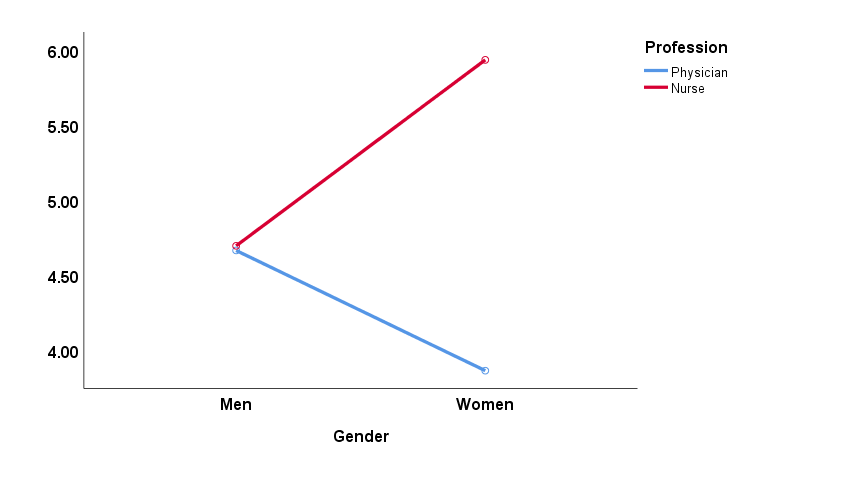 6.00
5.50
5.00
4.50
4.00
Men
Women
Gender
Profession
Physician
Nurse